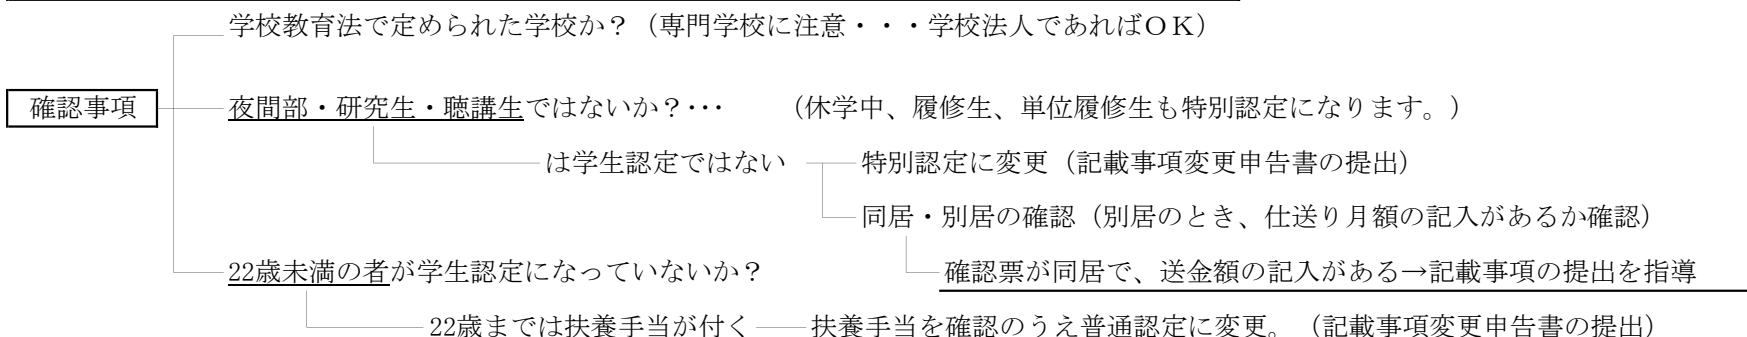 学校教育法で定められた学校か？（専門学校に注意・・・学校法人であればＯＫ）
確認事項
夜間部・研究生・聴講生ではないか？･･･ （休学中、履修生、単位履修生も特別認定になります。）
は学生認定ではない 特別認定に変更（記載事項変更申告書の提出）
同居・別居の確認（別居のとき、仕送り月額の記入があるか確認）
22歳未満の者が学生認定になっていないか？ 確認票が同居で、送金額の記入がある→記載事項の提出を指導
22歳までは扶養手当が付く 扶養手当を確認のうえ普通認定に変更。（記載事項変更申告書の提出）